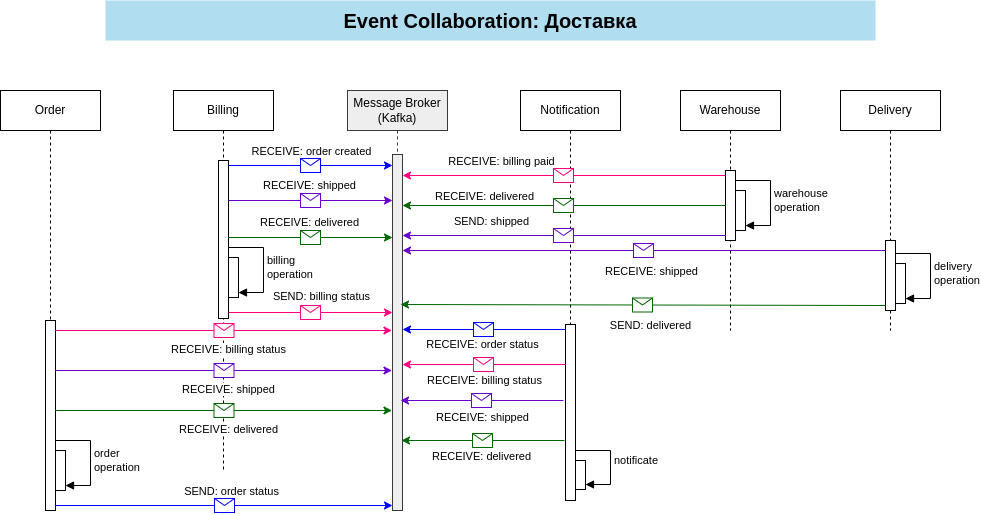 Event Collaboration: Доставка
Order
Billing
Message Broker
(Kafka)
Notification
Warehouse
Delivery
RECEIVE: order created
RECEIVE: billing paid
RECEIVE: shipped
RECEIVE: delivered
warehouse
operation
RECEIVE: delivered
SEND: shipped
billing
operation
RECEIVE: shipped
delivery
operation
SEND: billing status
SEND: delivered
RECEIVE: billing status
RECEIVE: order status
RECEIVE: shipped
RECEIVE: billing status
RECEIVE: delivered
RECEIVE: shipped
order
operation
RECEIVE: delivered
notificate
SEND: order status